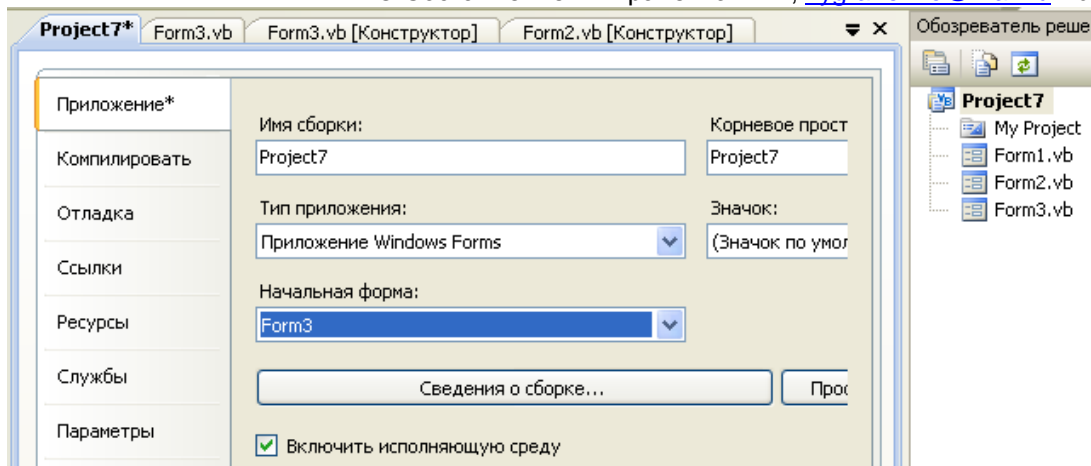 Project7* Form3.vb Form3.vb [Конструктор] Form2.vb [Конструктор]
Обозреватель реше
Приложение*
Компилировать
Отладка
Ссылки
Ресурсы
Службы
Параметры
Имя сборки: Корневое прост
Project7 Project7
Тип приложения: Значок:
Приложение Windows Forms (Значок по умол
Начальная форма:
Form3
Сведения о сборке... Прос
Включить исполняющую среду
Project7
My Project
Form1.vb
Form2.vb
Form3.vb